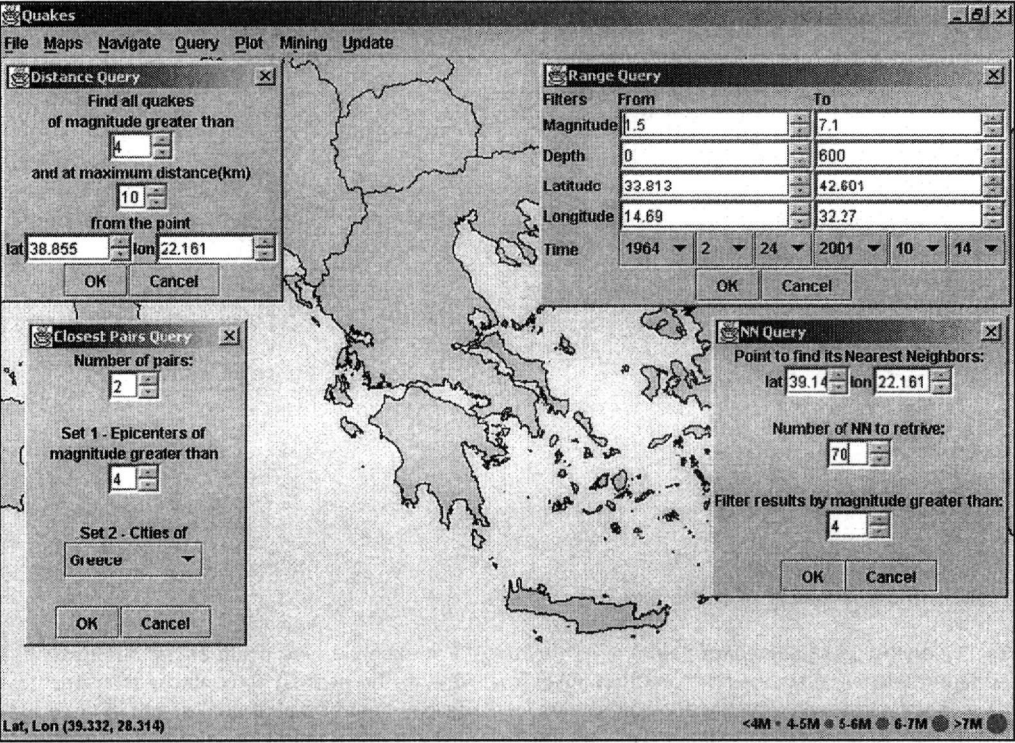 Quakes
File Maps Navigate Query Plot Mining Update
Distance Query
Find all quakes
of magnitude greater than
4
and at maximum distance(km)
10
from the point
lat 38.855 lon 22.161
OK Cancel
Range Query
Filters From To
Magnitude 1.5 7.1
Depth 0 600
Latitude 33.813 42.601
Longitude 14.69 32.27
Time 1964 2 24 2001 10 14
OK Cancel
Closest Pairs Query
Number of pairs:
2
Set 1 - Epicenters of
magnitude greater than
4
Set 2 - Cities of
Greece
OK Cancel
NN Query
Point to find its Nearest Neighbors:
lat 39.14 lon 22.161
Number of NN to retrive:
70
Filter results by magnitude greater than:
4
OK Cancel
Lat, Lon (39.332, 28.314)
<4M 4-5M 5-6M 6-7M >7M